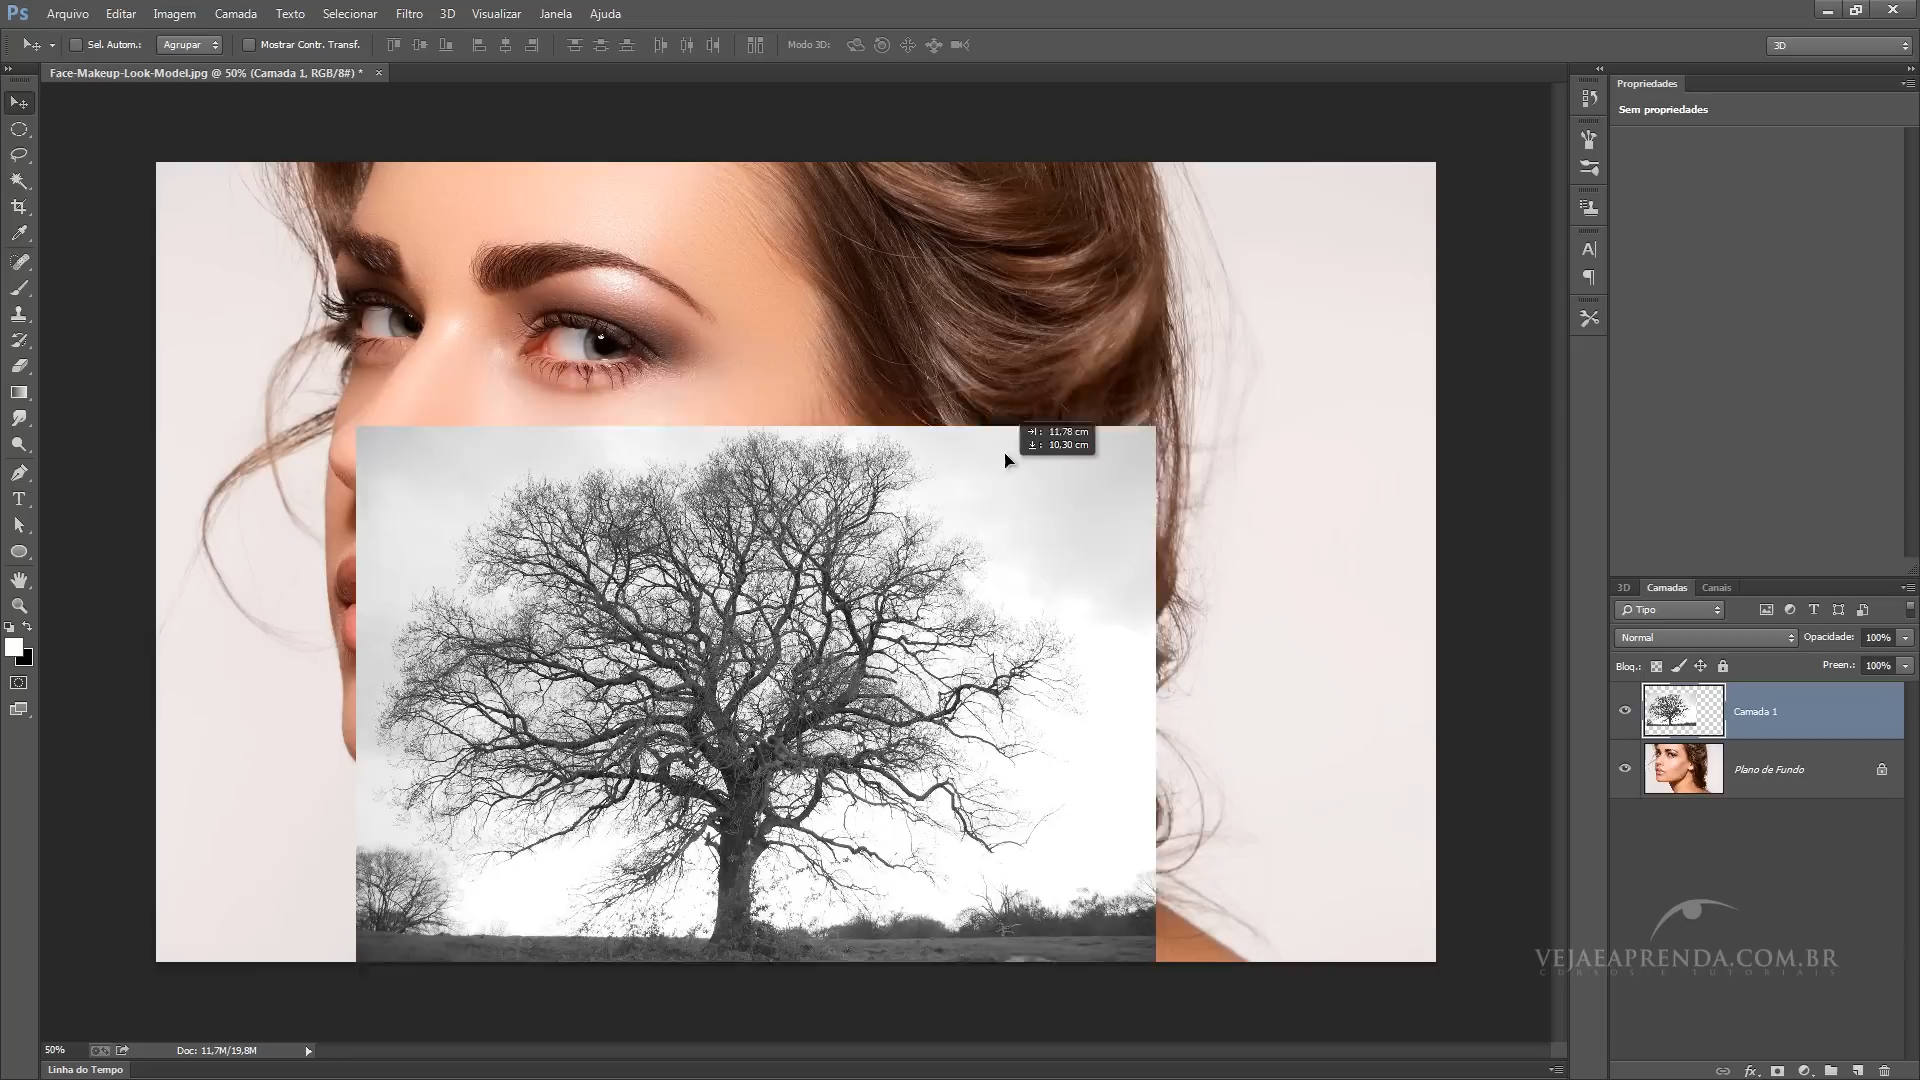 Ps Arquivo Editar Imagem Camada Texto Selecionar Filtro 3D Visualizar Janela Ajuda
Sel. Autom.: Agrupar Mostrar Contr. Transf. Modo 3D: 3D
Face-Makeup-Look-Model.jpg @ 50% (Camada 1, RGB/8#) * ×
Propriedades
Sem propriedades
→|: 11,78 cm
10,30 cm
3D Camadas Canais
Tipo
Normal Opacidade: 100%
Bloq.: Preen.: 100%
Camada 1
Plano de Fundo
VEJAEAPRENDA.COM.BR
CURSOS E TUTORIAIS
50% Doc: 11,7M/19,8M
Linha do Tempo